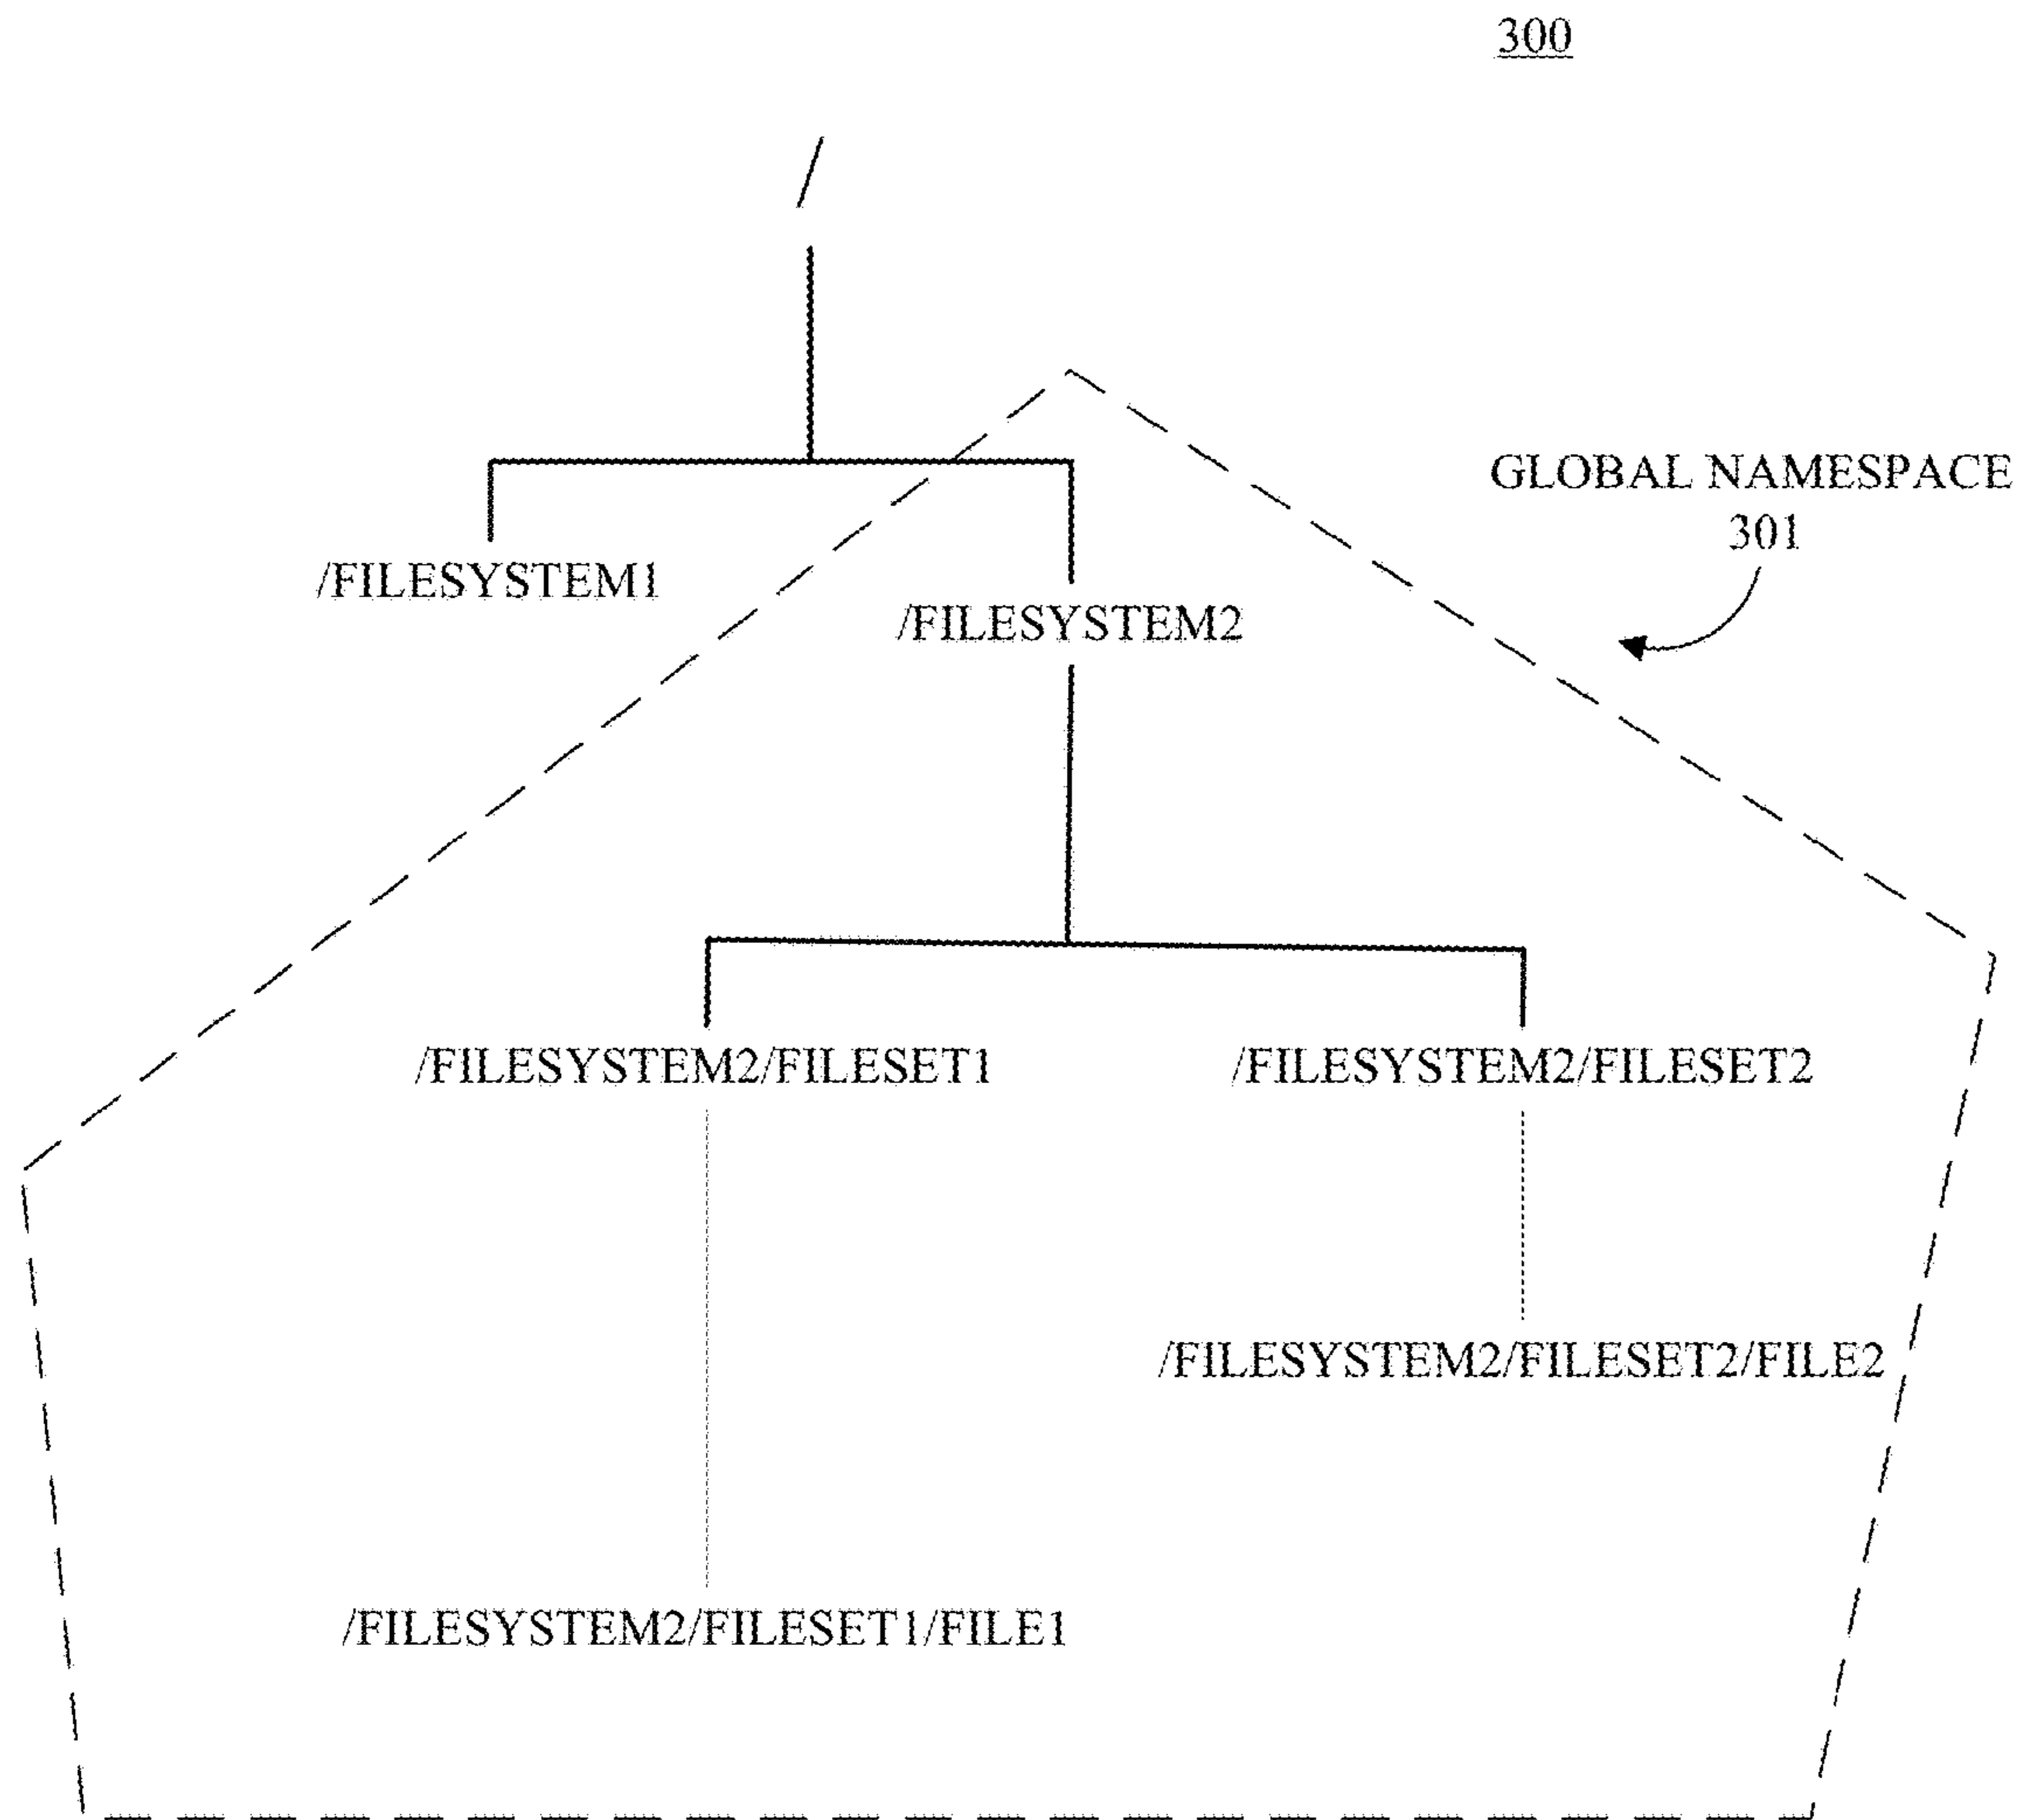 300
/
GLOBAL NAMESPACE
301
/FILESYSTEM1
/FILESYSTEM2
/FILESYSTEM2/FILESET1
/FILESYSTEM2/FILESET2
/FILESYSTEM2/FILESET2/FILE2
/FILESYSTEM2/FILESET1/FILE1